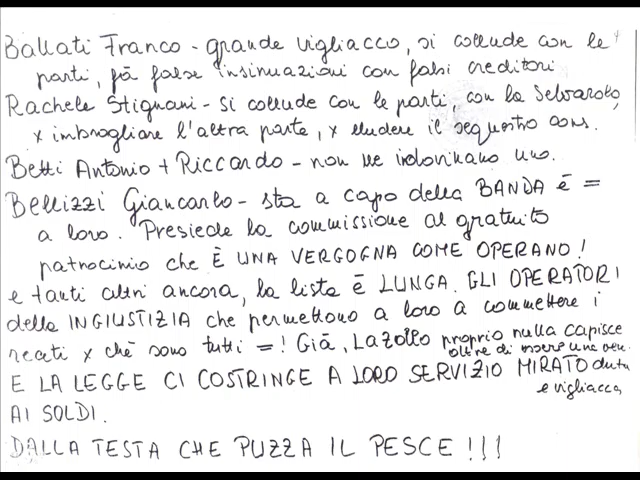 Ballati Franco - grande vigliacco, si collude con le
parti, fà false insinuazioni con falsi creditori
Rachele Stignani - si collude con le parti, con la Selvarolo,
x imbrogliare l'altra parte, x eludere il sequestro cons.
Betti Antonio + Riccardo - non ne indovinano uno.
Bellizzi Giancarlo - sta a capo della BANDA è =
a loro. Presiede la commissione al gratuito
patrocinio che È UNA VERGOGNA COME OPERANO!
e tanti altri ancora, la lista è LUNGA. GLI OPERATORI
della INGIUSTIZIA che permettono a loro a commettere i
reati x chè sono tutti =! Già, Lazollo proprio nulla capisce
oltre di essere una ven
E LA LEGGE CI COSTRINGE A LORO SERVIZIO MIRATO duta
e vigliacca
AI SOLDI.
DALLA TESTA CHE PUZZA IL PESCE!!!